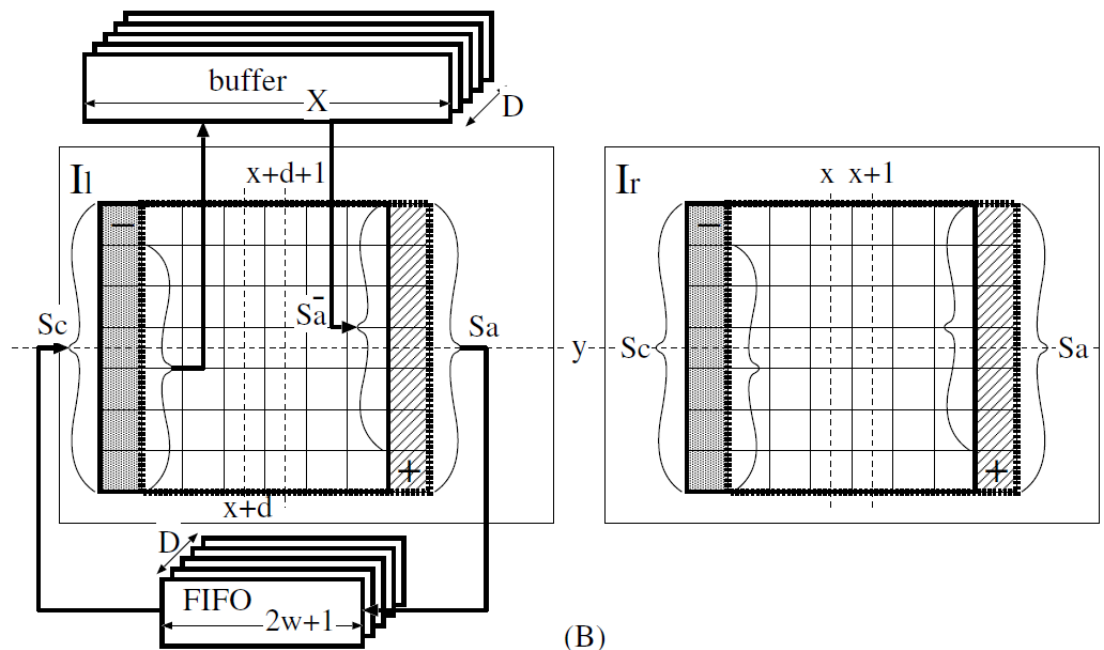 buffer
X
D
Il
x+d+1
Ir
x x+1
−
−
Sa-
Sc
Sa
y
Sc
Sa
+
+
x+d
D
FIFO
2w+1
(B)